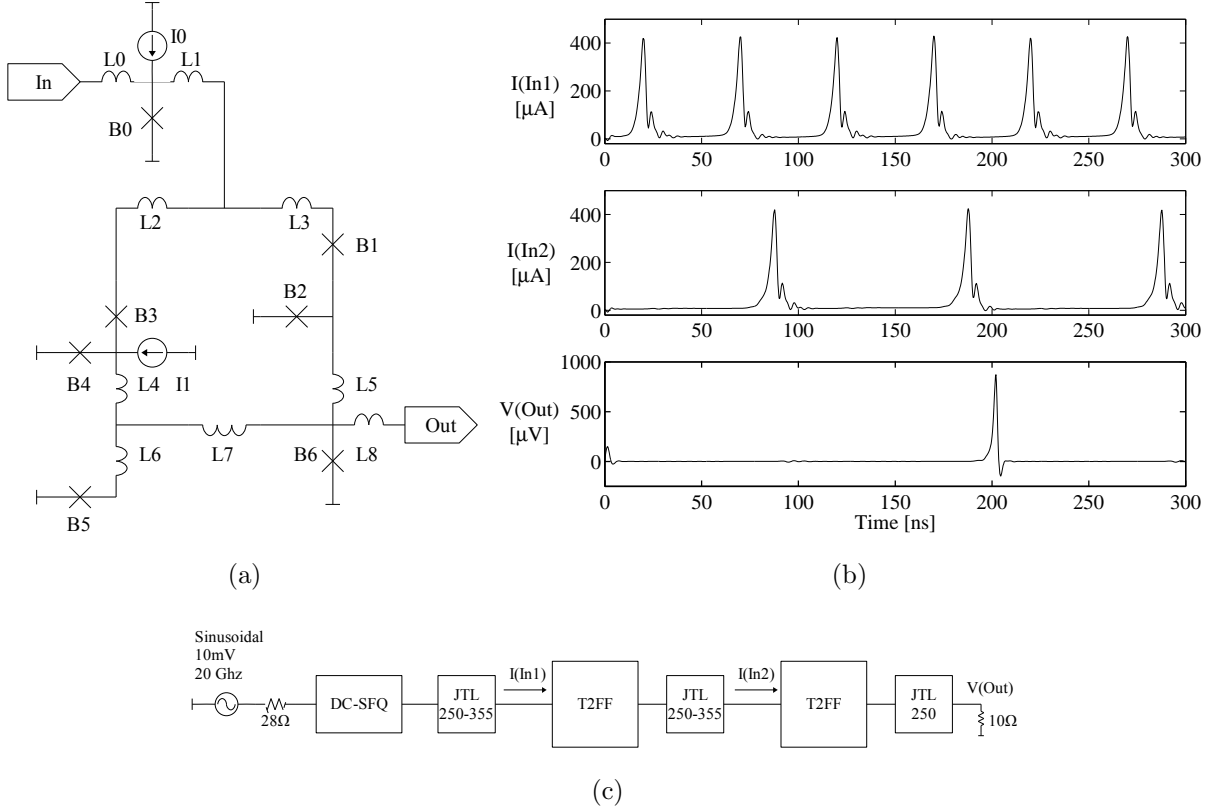 I0
L0
L1
In
B0
L2
L3
B1
B2
B3
B4
L4
I1
L5
Out
L6
L7
B6
L8
B5
(a)
I(In1)
[µA]
400
200
0
0 50 100 150 200 250 300
I(In2)
[µA]
400
200
0
0 50 100 150 200 250 300
V(Out)
[µV]
1000
500
0
0 50 100 150 200 250 300
Time [ns]
(b)
Sinusoidal
10mV
20 Ghz
28Ω
DC-SFQ
JTL
250-355
I(In1)
T2FF
JTL
250-355
I(In2)
T2FF
JTL
250
V(Out)
10Ω
(c)